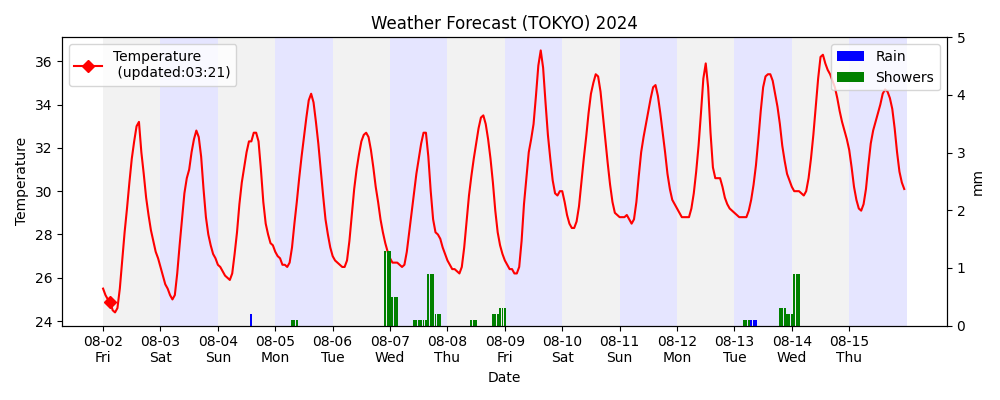 Weather Forecast (TOKYO) 2024
Temperature
(updated:03:21)
Rain
Showers
Temperature
36
34
32
30
28
26
24
5
4
3
2
1
0
mm
08-02 08-03 08-04 08-05 08-06 08-07 08-08 08-09 08-10 08-11 08-12 08-13 08-14 08-15
Fri Sat Sun Mon Tue Wed Thu Fri Sat Sun Mon Tue Wed Thu
Date